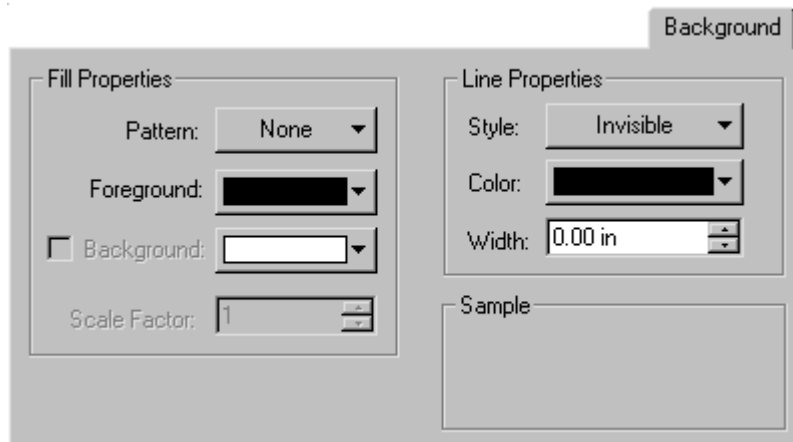 Background
Fill Properties
Pattern: None
Foreground:
Background:
Scale Factor: 1
Line Properties
Style: Invisible
Color:
Width: 0.00 in
Sample